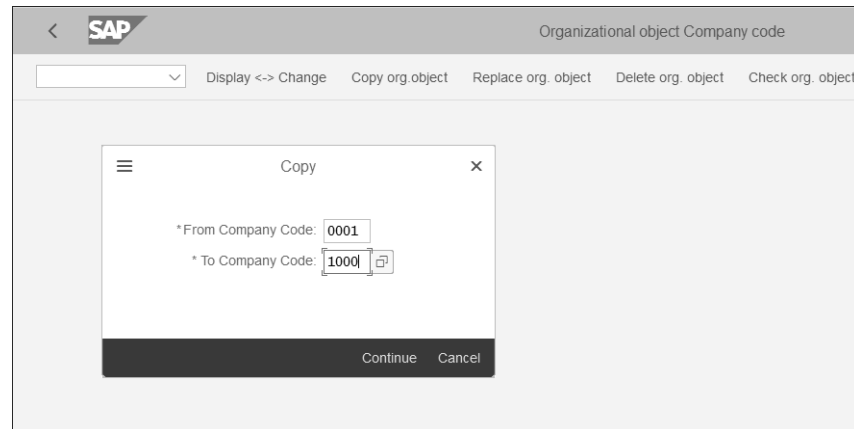 SAP Organizational object Company code
Display <-> Change Copy org.object Replace org. object Delete org. object Check org. object
Copy
*From Company Code: 0001
* To Company Code: 1000
Continue Cancel